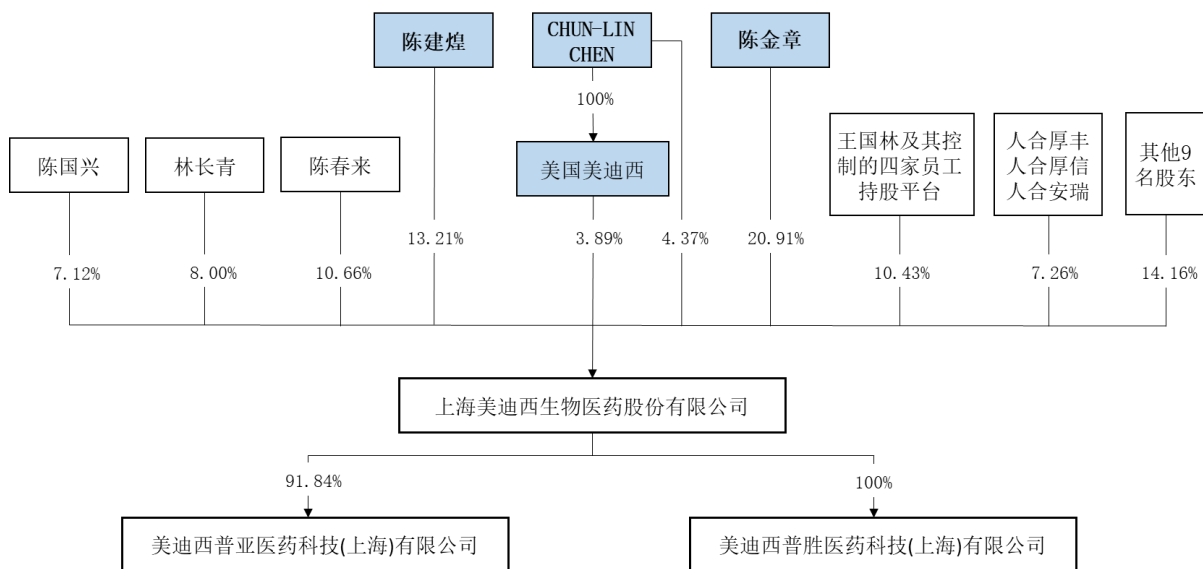 陈建煌
CHUN-LIN
CHEN
陈金章
100%
陈国兴
林长青
陈春来
美国美迪西
王国林及其控
制的四家员工
持股平台
人合厚丰
人合厚信
人合安瑞
其他9
名股东
13.21%
3.89%
4.37%
20.91%
7.12%
8.00%
10.66%
10.43%
7.26%
14.16%
上海美迪西生物医药股份有限公司
91.84%
100%
美迪西普亚医药科技(上海)有限公司
美迪西普胜医药科技(上海)有限公司